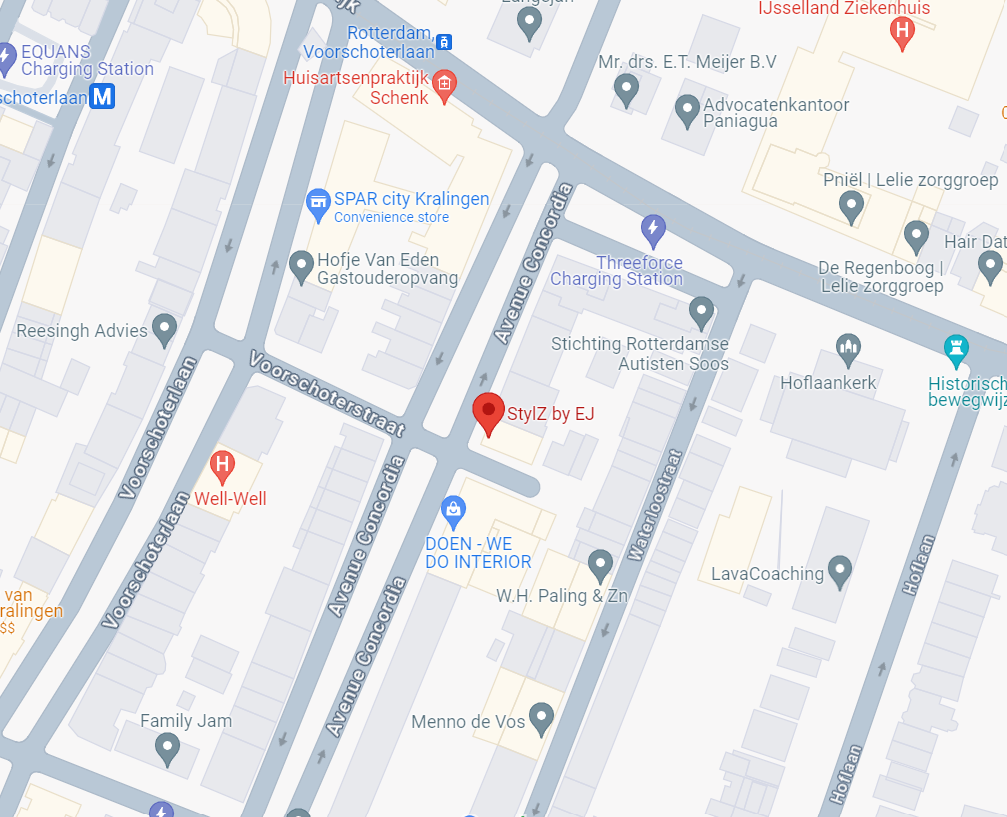 Rotterdam,
Voorschoterlaan
IJsselland Ziekenhuis
H
EQUANS
Charging Station
Huisartsenpraktijk
Schenk
Mr. drs. E.T. Meijer B.V
schoterlaan M
Advocatenkantoor
Paniagua
SPAR city Kralingen
Convenience store
Avenue Concordia
Pniël | Lelie zorggroep
Hair Dat
Hofje Van Eden
Gastouderopvang
Threeforce
Charging Station
De Regenboog |
Lelie zorggroep
Reesingh Advies
Stichting Rotterdamse
Autisten Soos
Voorschoterstraat
Hoflaankerk
Historisch
bewegwijz
StylZ by EJ
Voorschoterlaan
H
Well-Well
Avenue Concordia
Waterloostraat
DOEN - WE
DO INTERIOR
Voorschoterlaan
LavaCoaching
Hoflaan
van
ralingen
$$
W.H. Paling & Zn
Avenue Concordia
Family Jam
Menno de Vos
Hoflaan